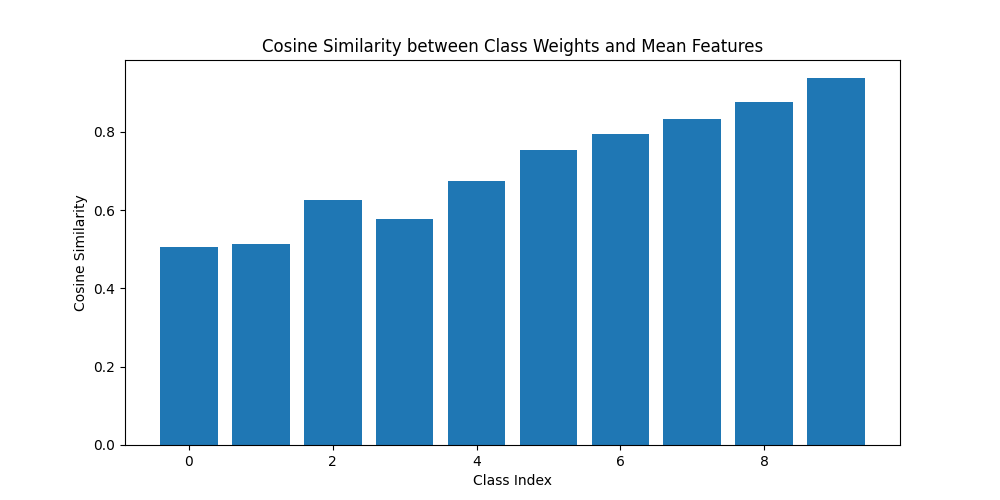 Cosine Similarity between Class Weights and Mean Features
0.8
0.6
0.4
0.2
0.0
Cosine Similarity
0 2 4 6 8
Class Index